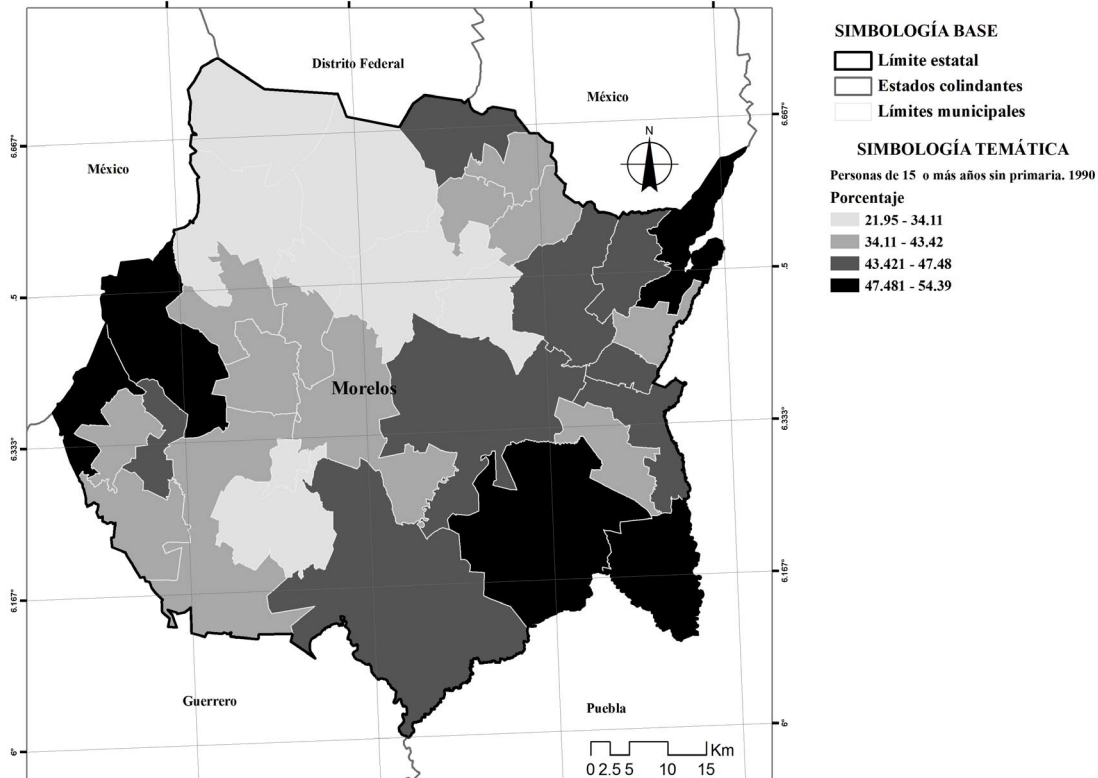 Distrito Federal
México
México
N
Morelos
Guerrero
Puebla
6.667°
.5
6.333°
6.167°
6°
6.667°
.5
6.333°
6.167°
6°
Km
0 2.5 5 10 15
SIMBOLOGÍA BASE
Límite estatal
Estados colindantes
Límites municipales
SIMBOLOGÍA TEMÁTICA
Personas de 15 o más años sin primaria. 1990
Porcentaje
21.95 - 34.11
34.11 - 43.42
43.421 - 47.48
47.481 - 54.39